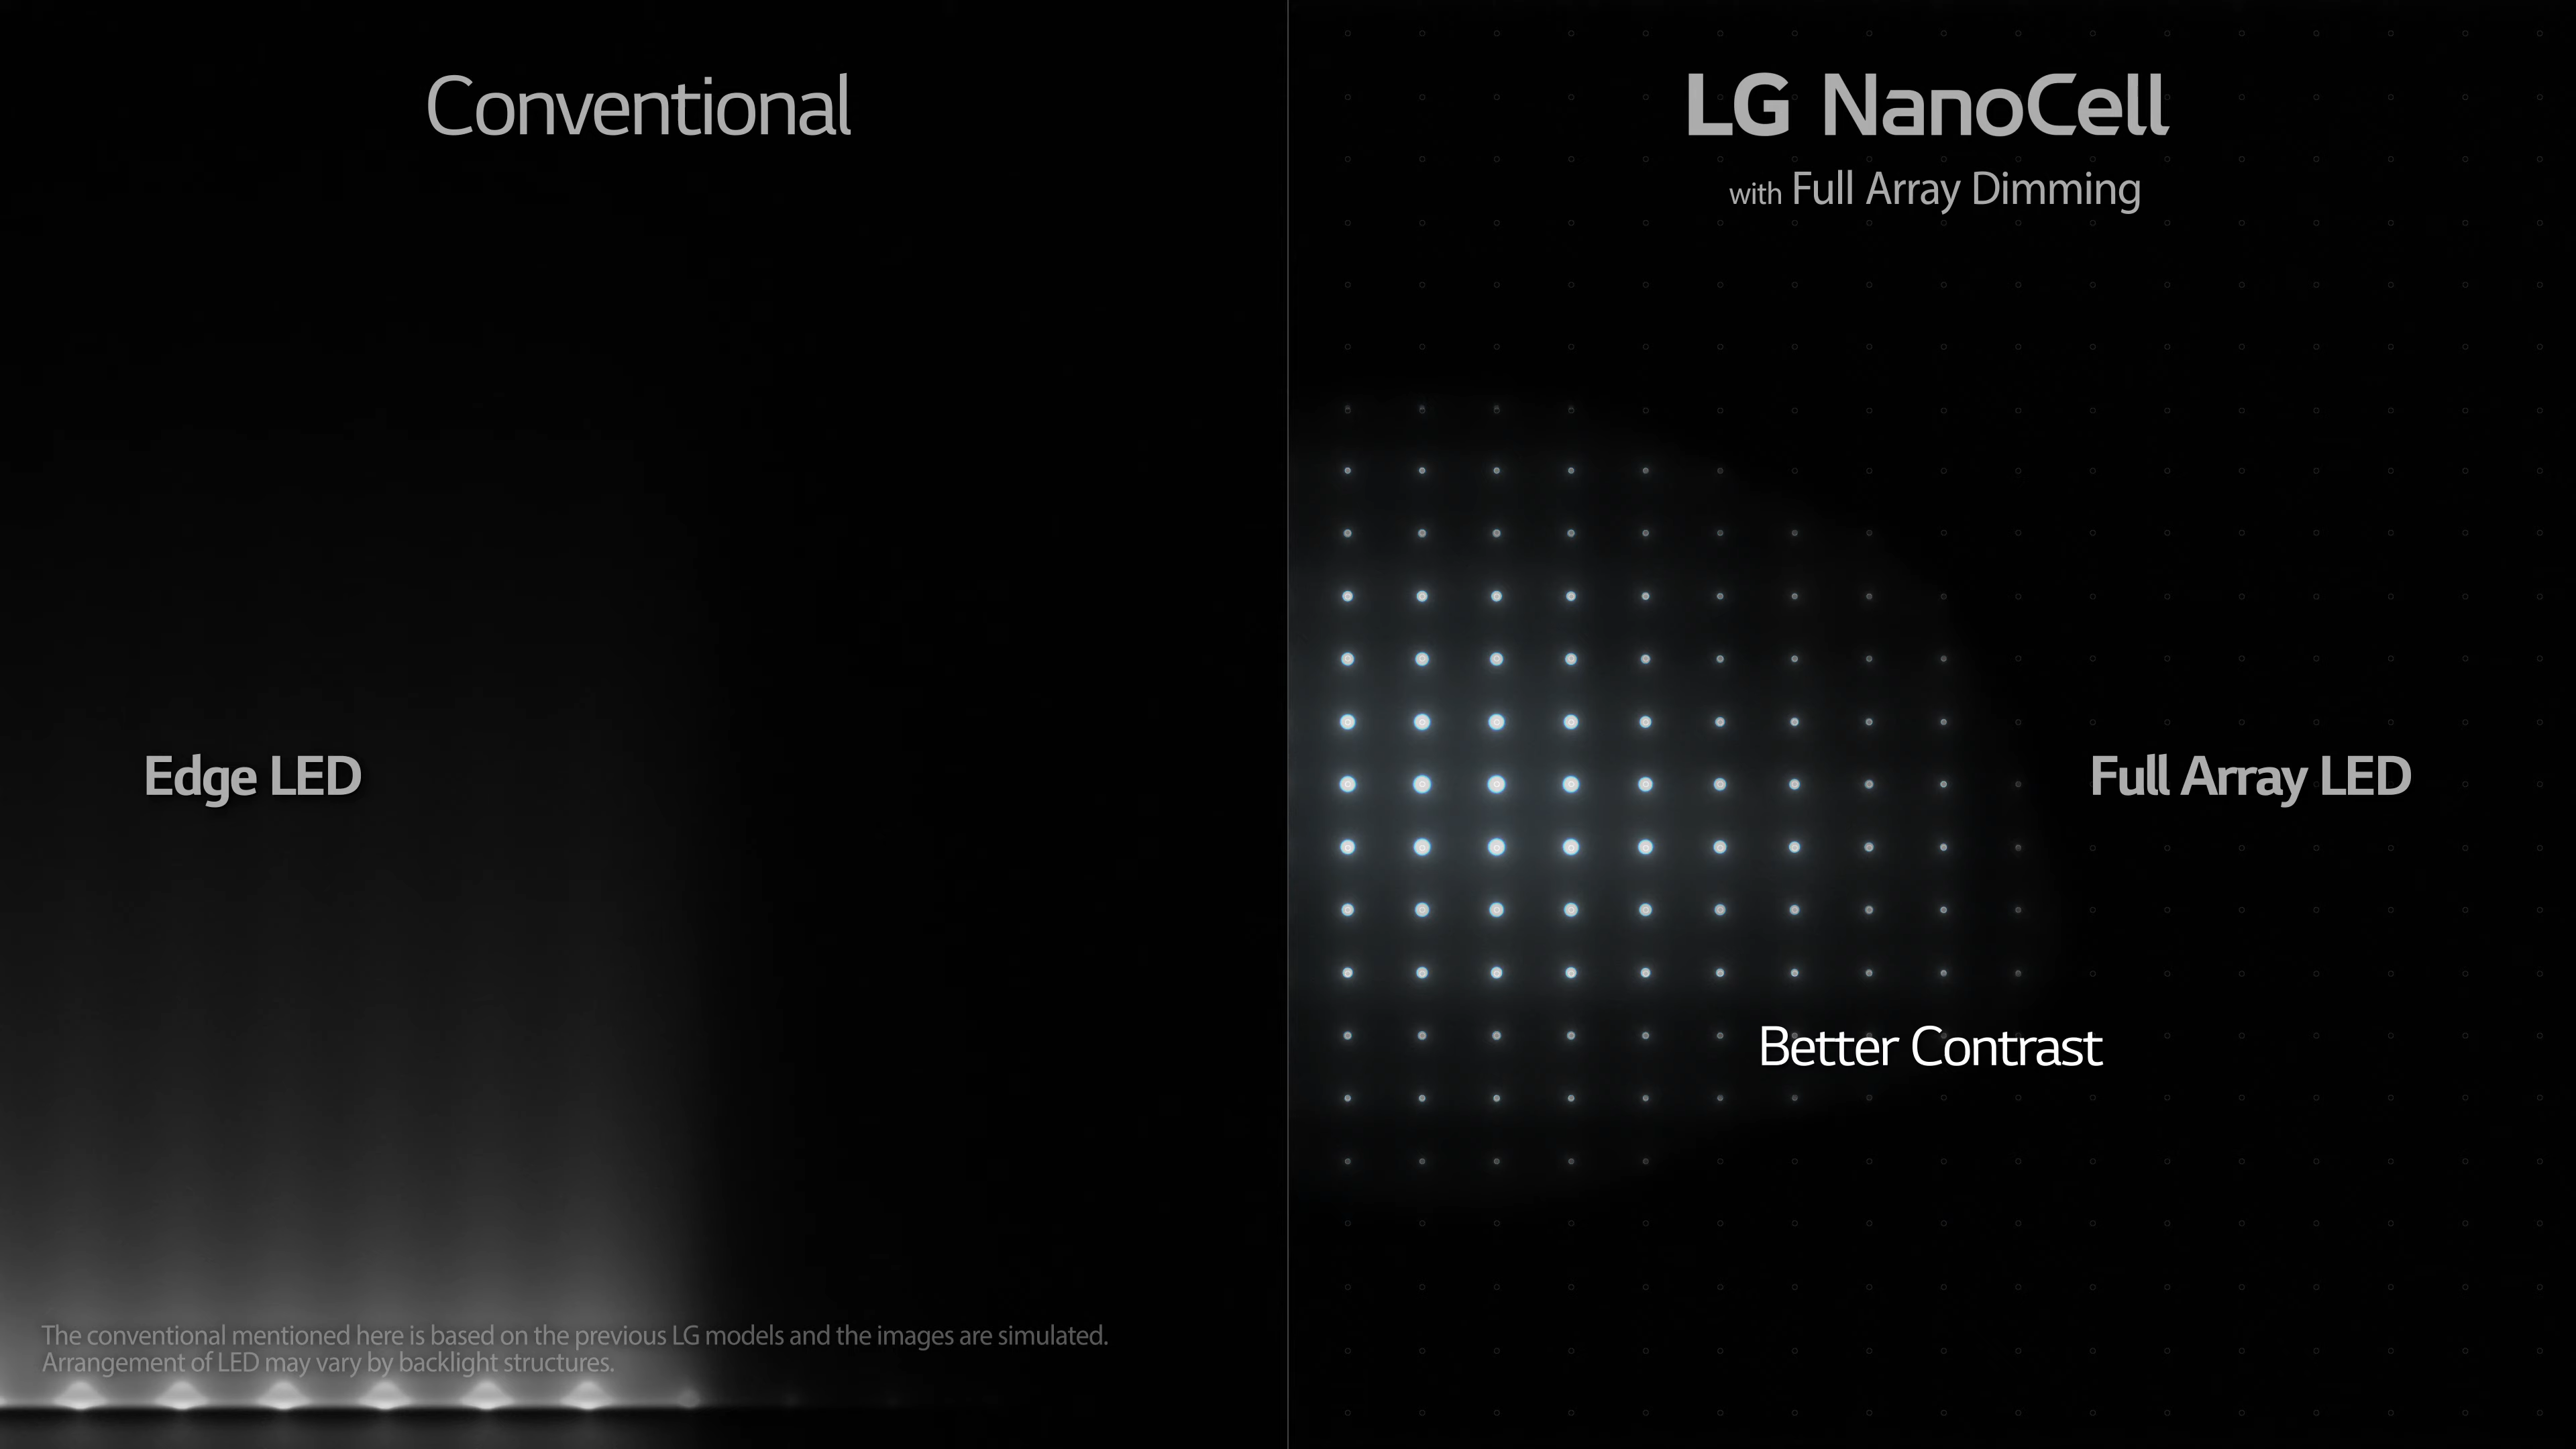 Conventional
LG NanoCell
with Full Array Dimming
Edge LED
Full Array LED
Better Contrast
The conventional mentioned here is based on the previous LG models and the images are simulated.
Arrangement of LED may vary by backlight structures.